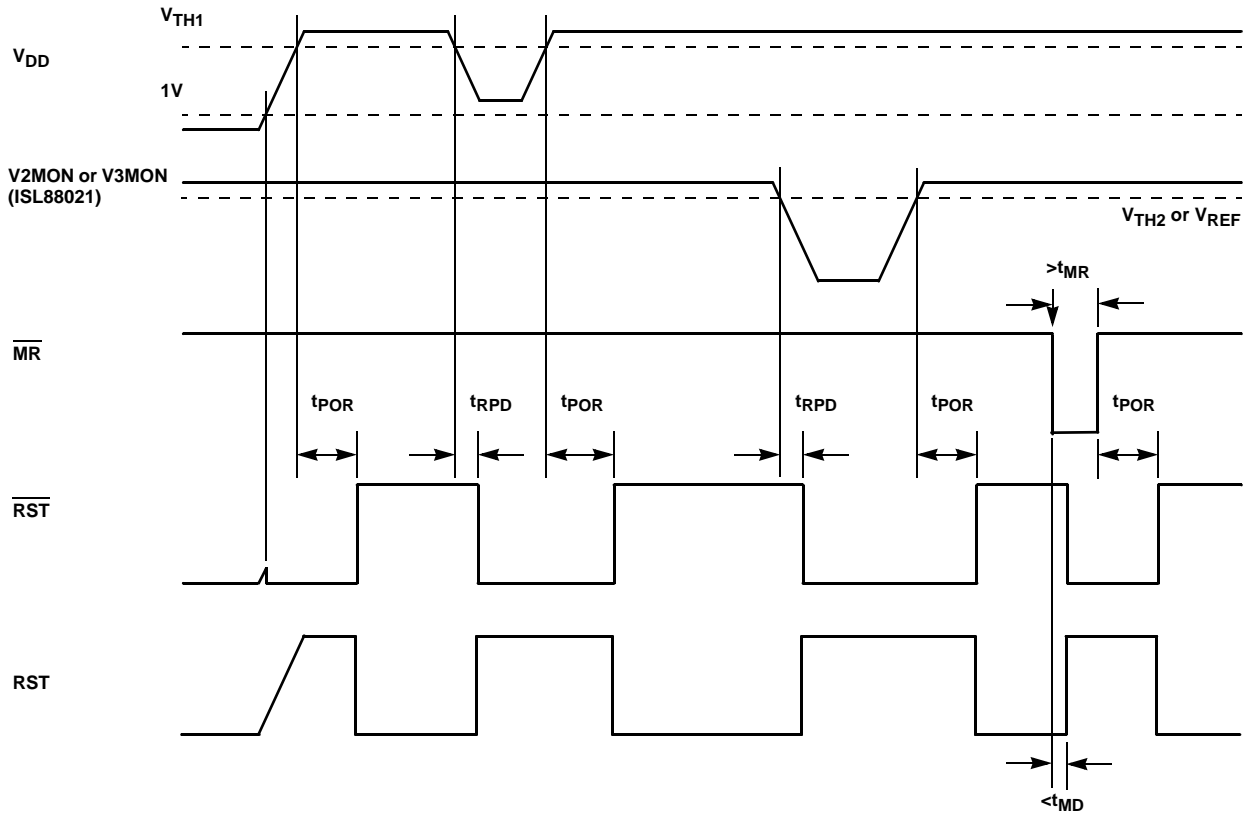 VTH1
VDD
1V
V2MON or V3MON
(ISL88021)
VTH2 or VREF
>tMR
MR
tPOR
tRPD
tPOR
tRPD
tPOR
tPOR
RST
RST
<tMD